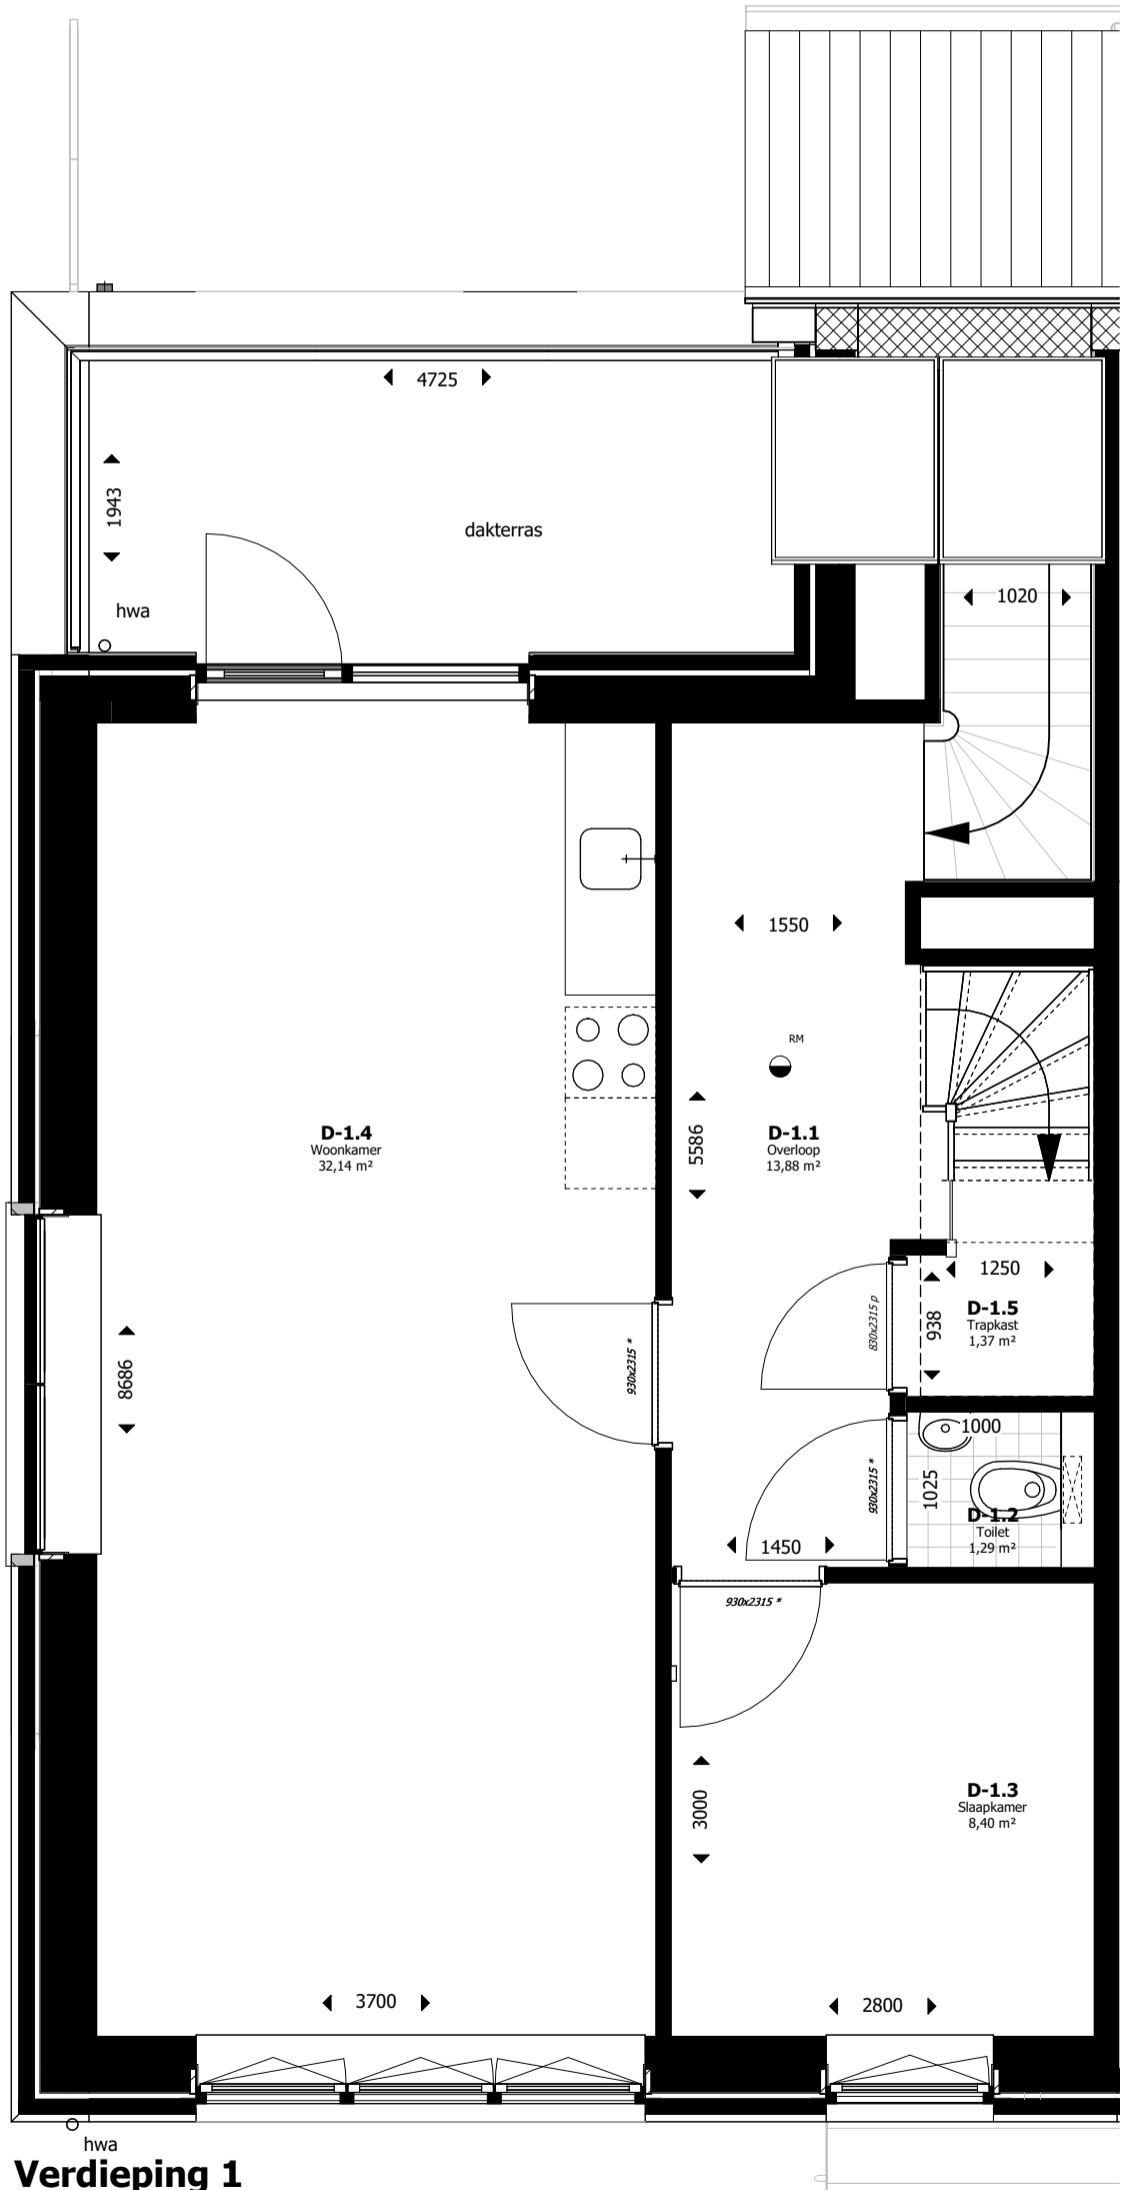 4725
1943
dakterras
hwa
1020
1550
RM
5586
D-1.4
Woonkamer
32,14 m²
D-1.1
Overloop
13,88 m²
1250
D-1.5
Trapkast
1,37 m²
938
830x2315 p
930x2315 *
8686
1000
1025
930x2315 *
D-1.2
Toilet
1,29 m²
1450
930x2315 *
3000
D-1.3
Slaapkamer
8,40 m²
3700
2800
hwa
Verdieping 1